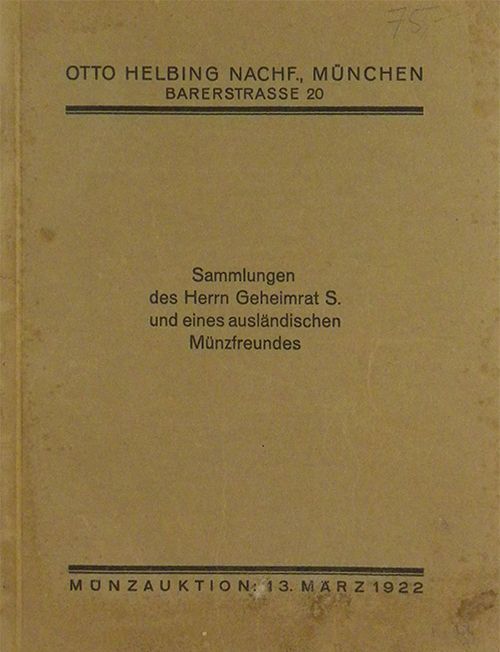 75.-
OTTO HELBING NACHF., MÜNCHEN
BARERSTRASSE 20
Sammlungen
des Herrn Geheimrat S.
und eines ausländischen
Münzfreundes
MÜNZAUKTION: 13. MÄRZ 1922